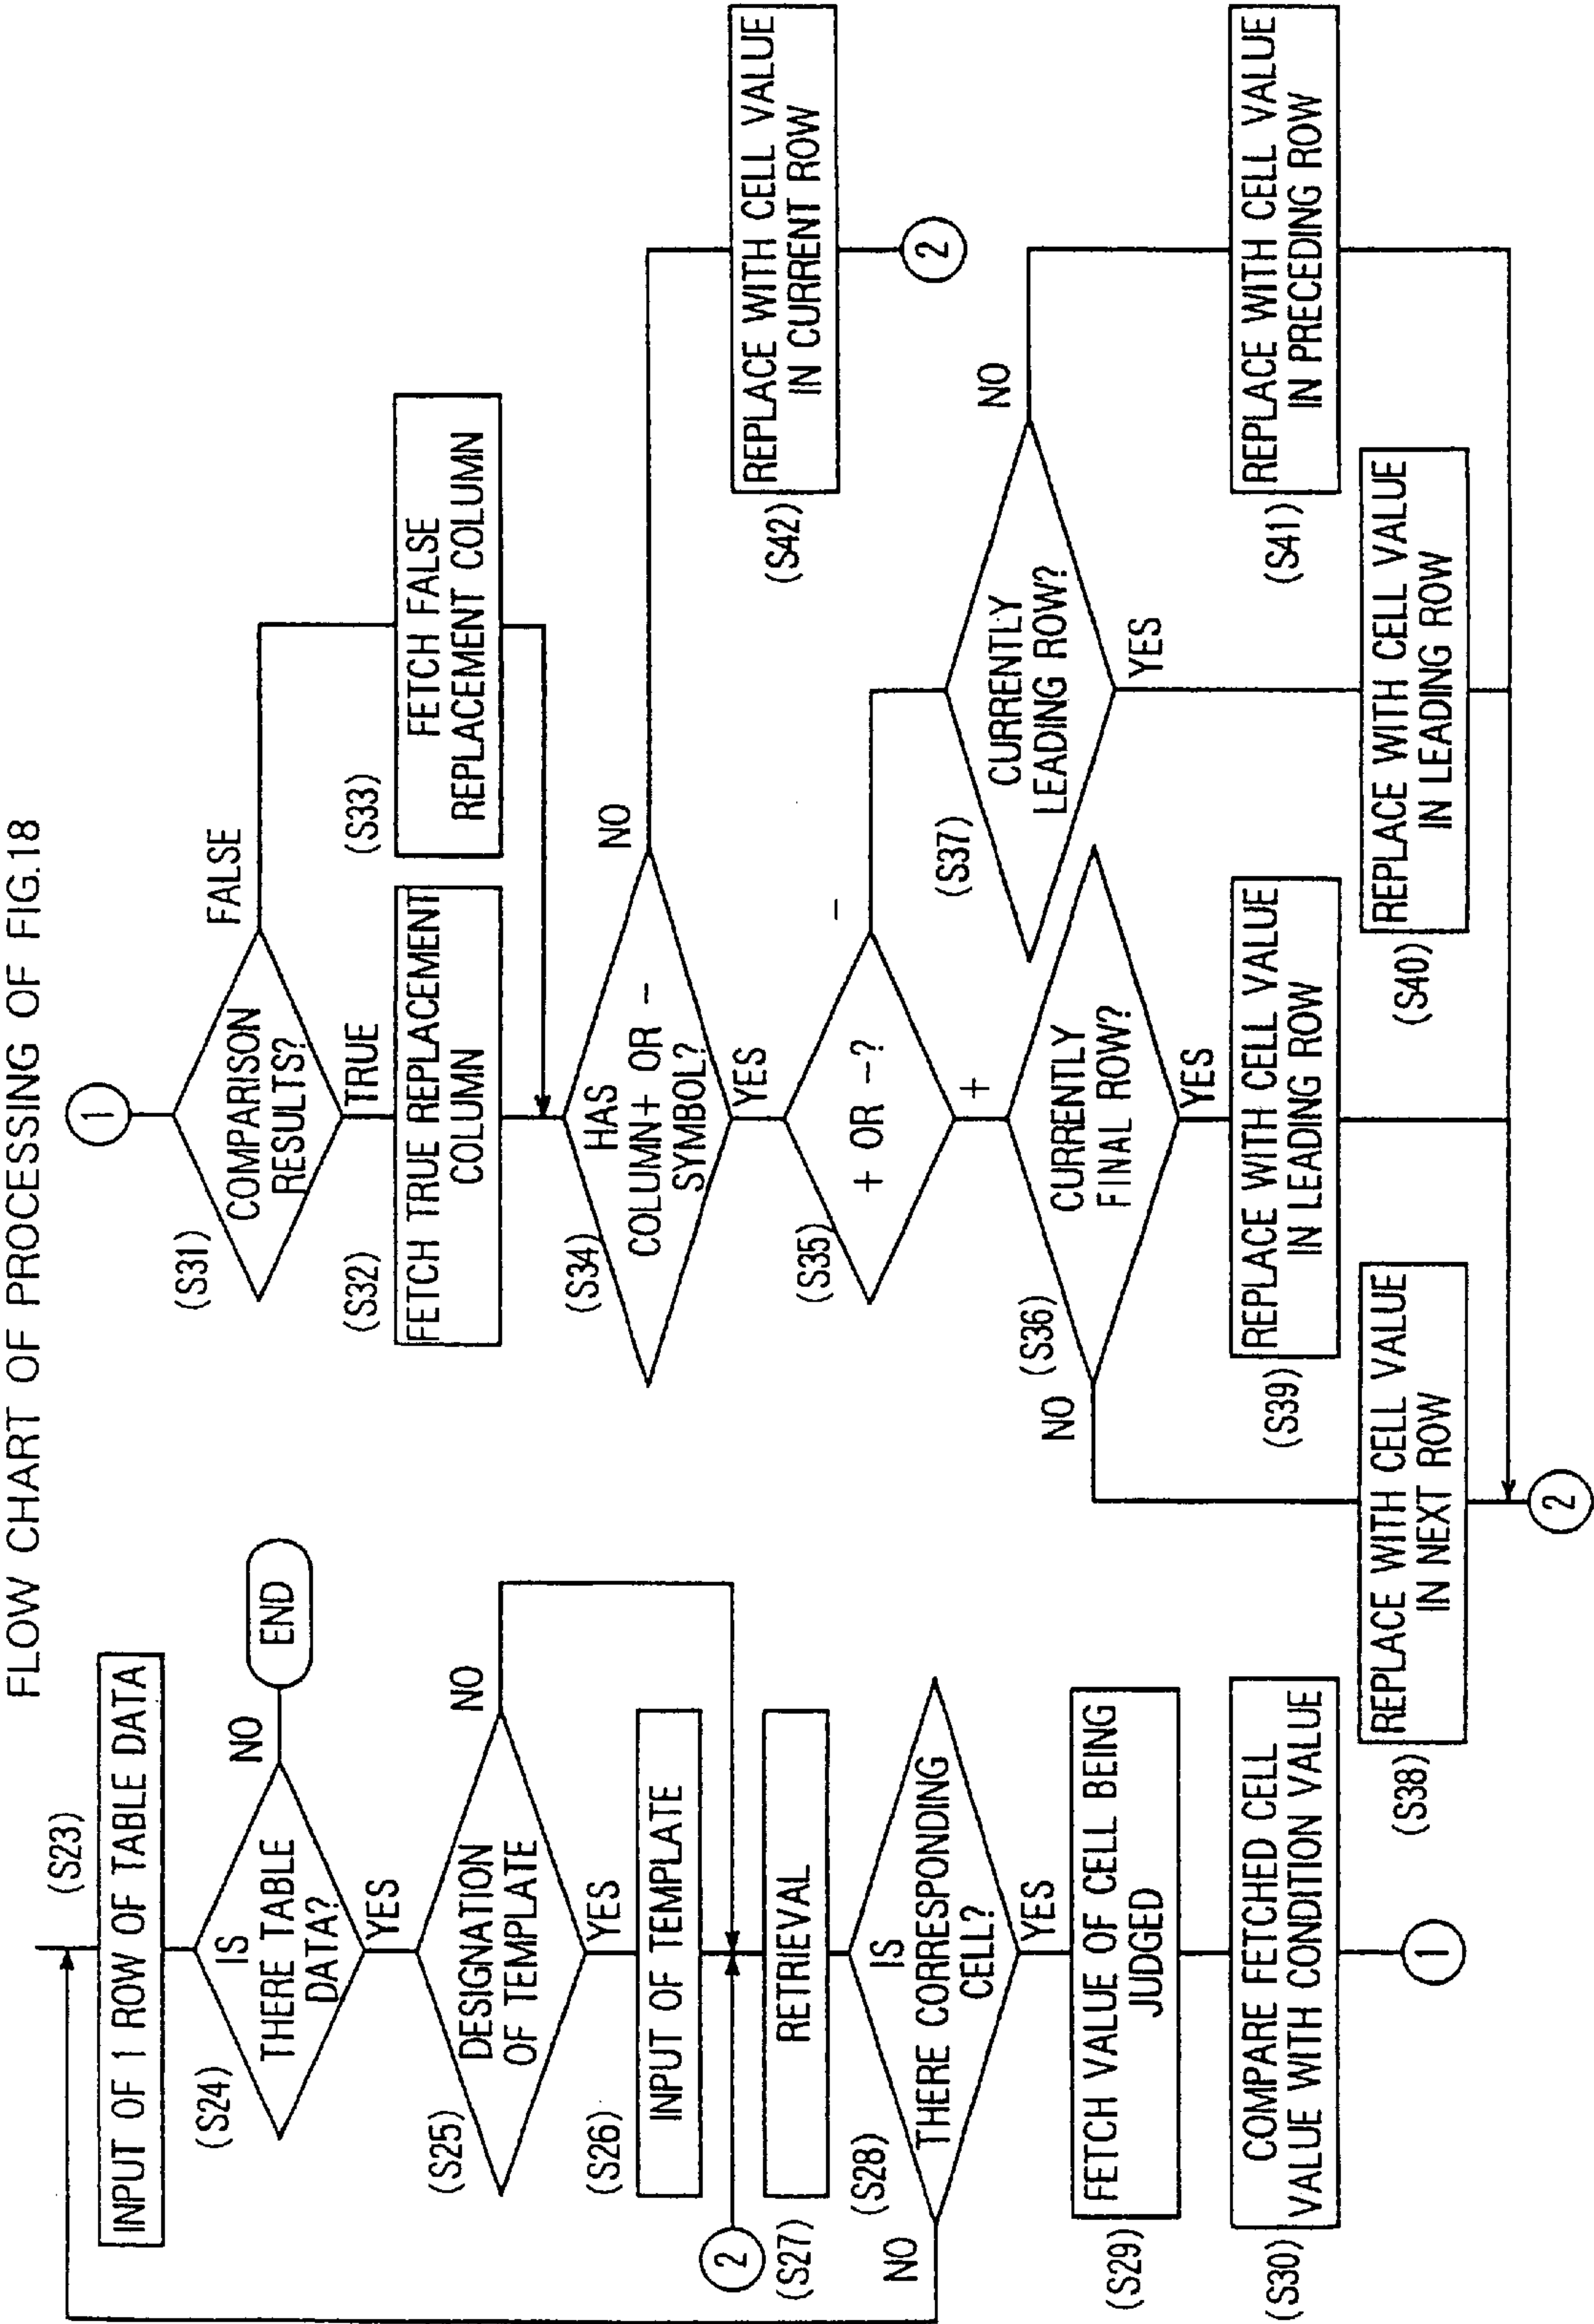 FLOW CHART OF PROCESSING OF FIG.18
(S23)
INPUT OF 1 ROW OF TABLE DATA
(S24)
IS
THERE TABLE
DATA?
NO
END
YES
(S25)
DESIGNATION
OF TEMPLATE
NO
YES
(S26)
INPUT OF TEMPLATE
2
(S27)
RETRIEVAL
(S28)
IS
THERE CORRESPONDING
CELL?
NO
YES
(S29)
FETCH VALUE OF CELL BEING
JUDGED
(S30)
COMPARE FETCHED CELL
VALUE WITH CONDITION VALUE
1
1
(S31)
COMPARISON
RESULTS?
FALSE
TRUE
(S32)
FETCH TRUE REPLACEMENT
COLUMN
(S33)
FETCH FALSE
REPLACEMENT COLUMN
(S34)
HAS
COLUMN+ OR −
SYMBOL?
NO
YES
(S42)
REPLACE WITH CELL VALUE
IN CURRENT ROW
2
(S35)
+ OR −?
−
+
(S36)
CURRENTLY
FINAL ROW?
NO
YES
(S37)
CURRENTLY
LEADING ROW?
NO
YES
(S38)
REPLACE WITH CELL VALUE
IN NEXT ROW
(S39)
REPLACE WITH CELL VALUE
IN LEADING ROW
(S40)
REPLACE WITH CELL VALUE
IN LEADING ROW
(S41)
REPLACE WITH CELL VALUE
IN PRECEDING ROW
2